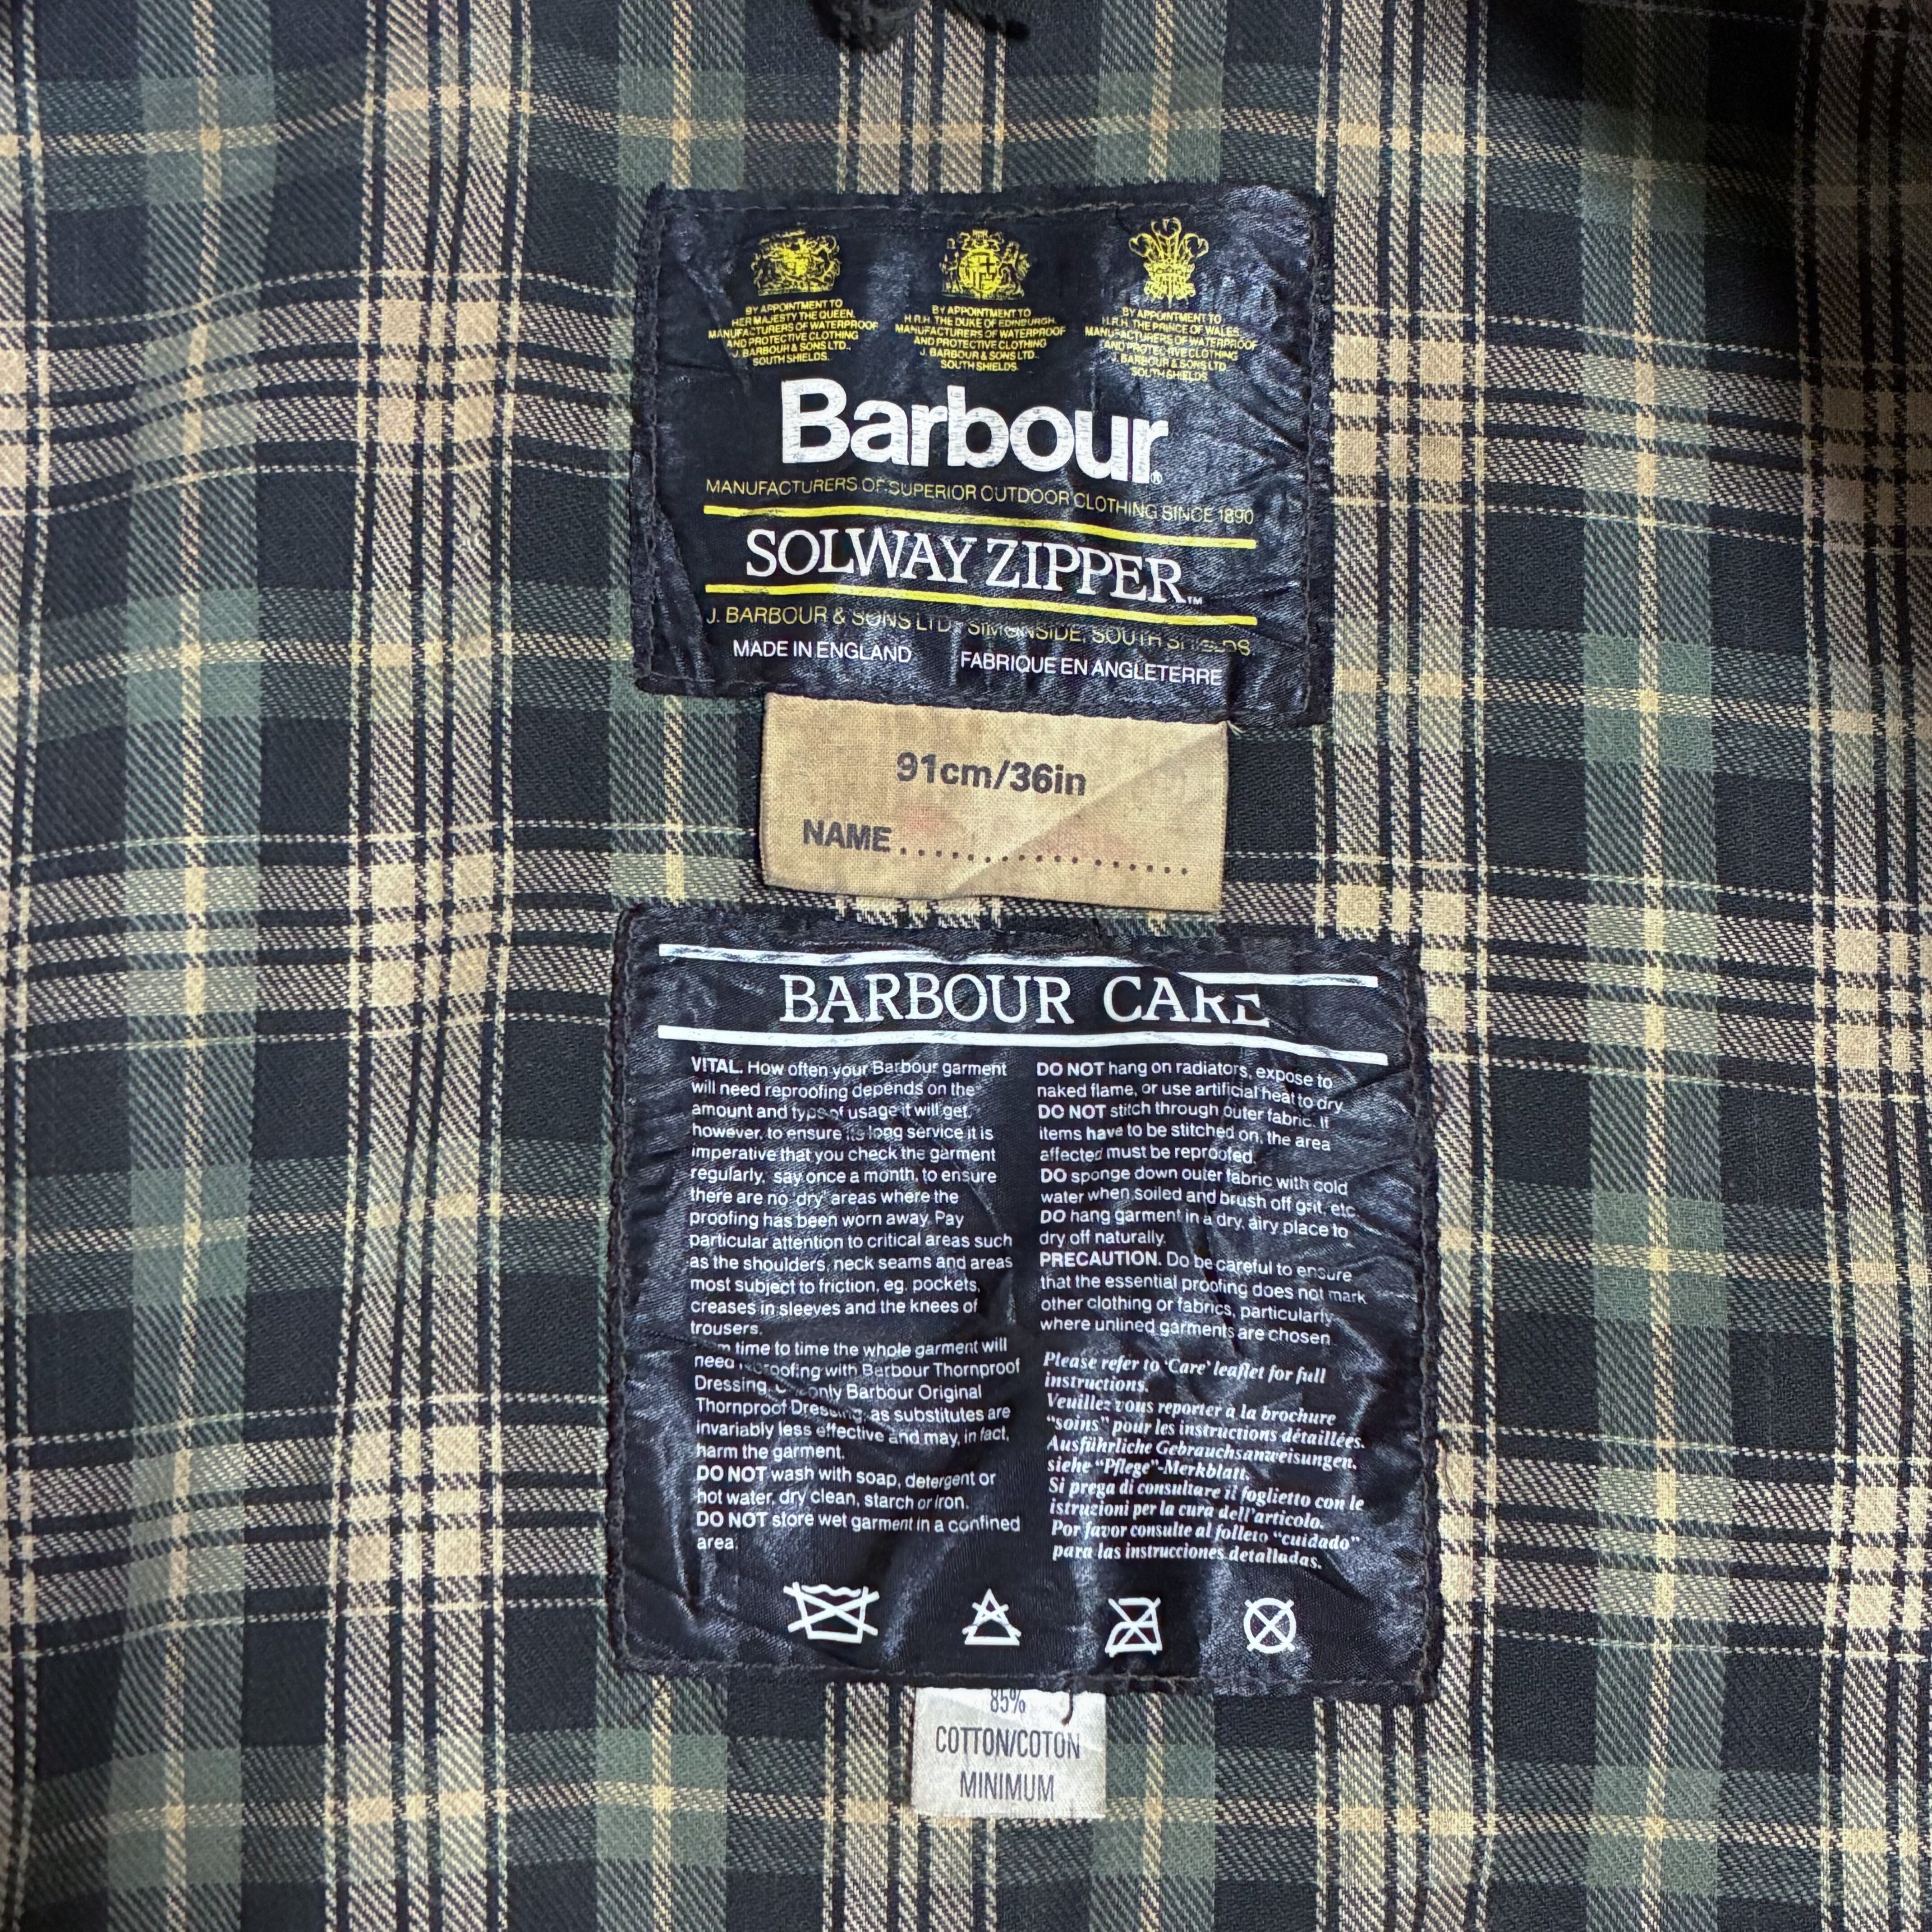 BY APPOINTMENT TO
HER MAJESTY THE QUEEN.
MANUFACTURERS OF WATERPROOF
AND PROTECTIVE CLOTHING
J. BARBOUR & SONS LTD.,
SOUTH SHIELDS.
BY APPOINTMENT TO
H.R.H. THE DUKE OF EDINBURGH.
MANUFACTURERS OF WATERPROOF
AND PROTECTIVE CLOTHING
J. BARBOUR & SONS LTD.,
SOUTH SHIELDS.
BY APPOINTMENT TO
H.R.H. THE PRINCE OF WALES.
MANUFACTURERS OF WATERPROOF
AND PROTECTIVE CLOTHING
J. BARBOUR & SONS LTD
SOUTH SHIELDS.
Barbour®
MANUFACTURERS OF SUPERIOR OUTDOOR CLOTHING SINCE 1890
SOLWAY ZIPPER™
J. BARBOUR & SONS LTD SIMONSIDE, SOUTH SHIELDS
MADE IN ENGLAND FABRIQUE EN ANGLETERRE
91cm/36in
NAME..................
BARBOUR CARE
VITAL. How often your Barbour garment
will need reproofing depends on the
amount and type of usage it will get,
however, to ensure its long service it is
imperative that you check the garment
regularly, say once a month, to ensure
there are no 'dry' areas where the
proofing has been worn away. Pay
particular attention to critical areas such
as the shoulders, neck seams and areas
most subject to friction, eg. pockets,
creases in sleeves and the knees of
trousers.
time to time the whole garment will
need reproofing with Barbour Thornproof
Dressing. only Barbour Original
Thornproof Dressing, as substitutes are
invariably less effective and may, in fact,
harm the garment.
DO NOT wash with soap, detergent or
hot water, dry clean, starch or iron.
DO NOT store wet garment in a confined
area.
DO NOT hang on radiators, expose to
naked flame, or use artificial heat to dry.
DO NOT stitch through outer fabric. If
items have to be stitched on, the area
affected must be reproofed.
DO sponge down outer fabric with cold
water when soiled and brush off grit, etc.
DO hang garment in a dry, airy place to
dry off naturally.
PRECAUTION. Do be careful to ensure
that the essential proofing does not mark
other clothing or fabrics, particularly
where unlined garments are chosen
Please refer to 'Care' leaflet for full
instructions.
Veuillez vous reporter à la brochure
"soins" pour les instructions détaillées.
Ausführliche Gebrauchsanweisungen,
siehe "Pflege"-Merkblatt.
Si prega di consultare il foglietto con le
istruzioni per la cura dell'articolo.
Por favor consulte al folleto "cuidado"
para las instrucciones detalladas.
85%
COTTON/COTON
MINIMUM